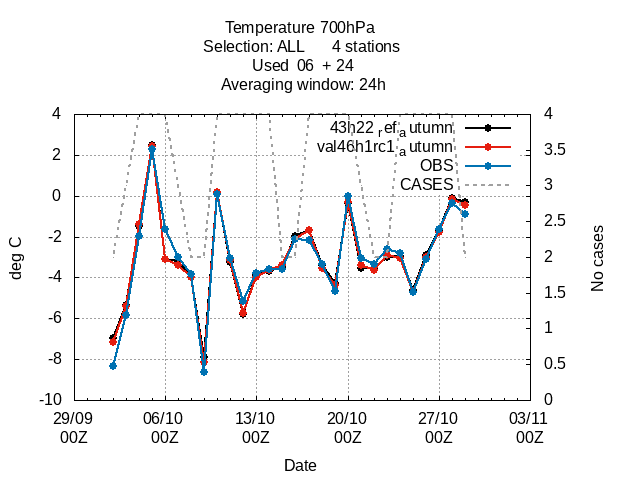 Temperature 700hPa
Selection: ALL 4 stations
Used 06 + 24
Averaging window: 24h
43h22_ref_autumn
val46h1rc1_autumn
OBS
CASES
deg C
4
2
0
-2
-4
-6
-8
-10
4
3.5
3
2.5
2
1.5
1
0.5
0
No cases
29/09 06/10 13/10 20/10 27/10 03/11
00Z 00Z 00Z 00Z 00Z 00Z
Date